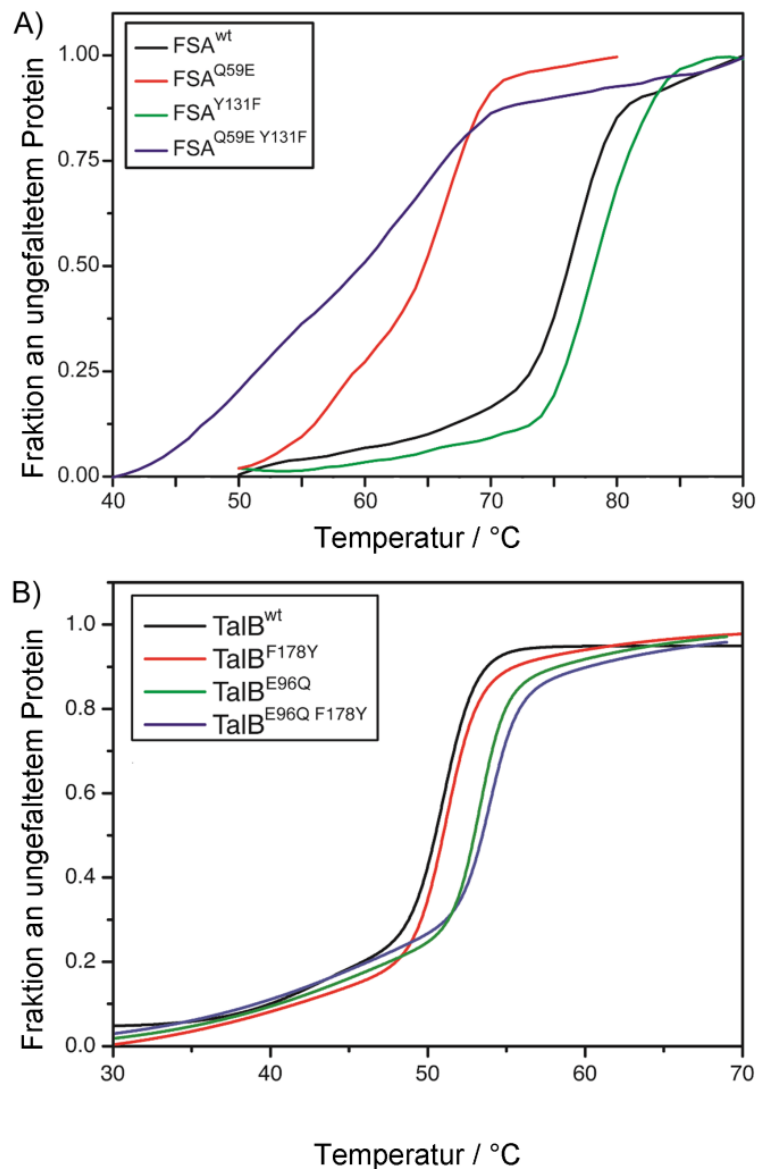 A)
FSA^wt
FSA^Q59E
FSA^Y131F
FSA^Q59E Y131F
Fraktion an ungefaltetem Protein
1.00
0.75
0.50
0.25
0.00
40 50 60 70 80 90
Temperatur / °C
B)
TalB^wt
TalB^F178Y
TalB^E96Q
TalB^E96Q F178Y
Fraktion an ungefaltetem Protein
1.0
0.8
0.6
0.4
0.2
0.0
30 40 50 60 70
Temperatur / °C